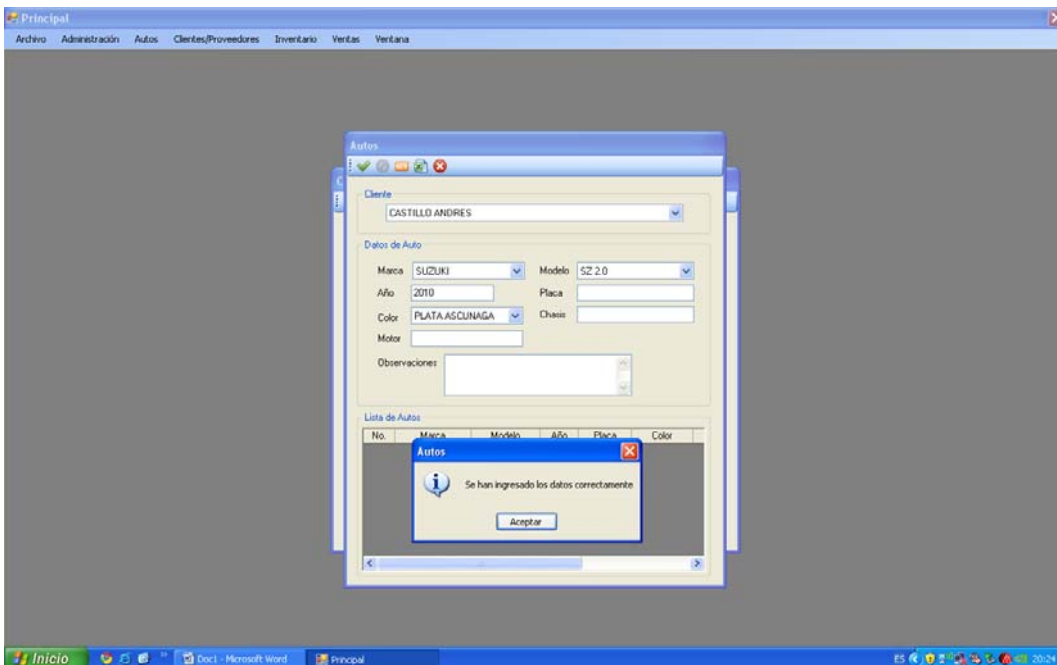 Principal
Archivo Administración Autos Clientes/Proveedores Inventario Ventas Ventana
Autos
Cliente
CASTILLO ANDRES
Datos de Auto
Marca SUZUKI Modelo SZ 2.0
Año 2010 Placa
Color PLATA ASCUNAGA Chasis
Motor
Observaciones
Lista de Autos
No. Marca Modelo Año Placa Color
Autos
Se han ingresado los datos correctamente
Aceptar
Inicio Doc1 - Microsoft Word Principal ES 20:24